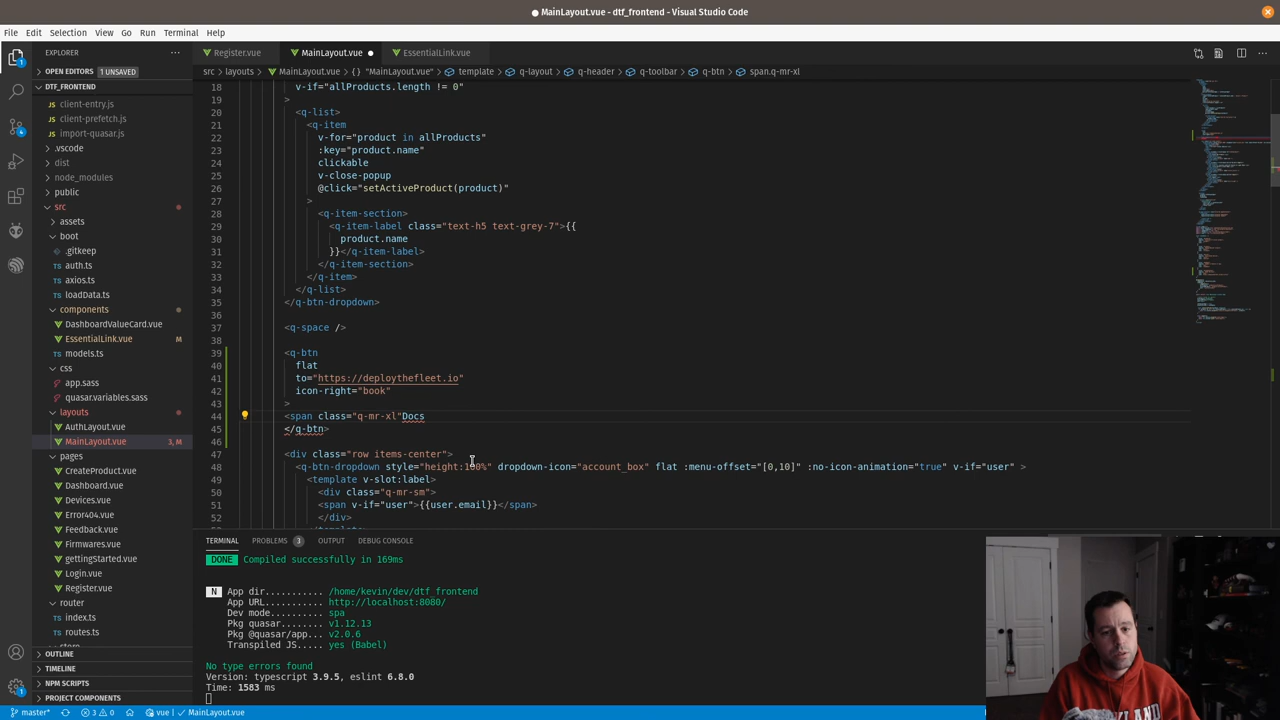 MainLayout.vue - dtf_frontend - Visual Studio Code
File Edit Selection View Go Run Terminal Help
EXPLORER
OPEN EDITORS 1 UNSAVED
DTF_FRONTEND
client-entry.js
client-prefetch.js
import-quasar.js
.vscode
dist
node_modules
public
src
assets
boot
.gitkeep
auth.ts
axios.ts
loadData.ts
components
DashboardValueCard.vue
EssentialLink.vue M
models.ts
css
app.sass
quasar.variables.sass
layouts
AuthLayout.vue
MainLayout.vue 3, M
pages
CreateProduct.vue
Dashboard.vue
Devices.vue
Error404.vue
Feedback.vue
Firmwares.vue
gettingStarted.vue
Login.vue
Register.vue
router
index.ts
routes.ts
OUTLINE
TIMELINE
NPM SCRIPTS
PROJECT COMPONENTS
Register.vue MainLayout.vue EssentialLink.vue
src > layouts > MainLayout.vue > {} "MainLayout.vue" > template > q-layout > q-header > q-toolbar > q-btn > span.q-mr-xl
18 v-if="allProducts.length != 0"
19 >
20 <q-list>
21 <q-item
22 v-for="product in allProducts"
23 :key="product.name"
24 clickable
25 v-close-popup
26 @click="setActiveProduct(product)"
27 >
28 <q-item-section>
29 <q-item-label class="text-h5 text-grey-7">{{
30 product.name
31 }}</q-item-label>
32 </q-item-section>
33 </q-item>
34 </q-list>
35 </q-btn-dropdown>
36
37 <q-space />
38
39 <q-btn
40 flat
41 to="https://deploythefleet.io"
42 icon-right="book"
43 >
44 <span class="q-mr-xl"Docs
45 </q-btn>
46
47 <div class="row items-center">
48 <q-btn-dropdown style="height:100%" dropdown-icon="account_box" flat :menu-offset="[0,10]" :no-icon-animation="true" v-if="user" >
49 <template v-slot:label>
50 <div class="q-mr-sm">
51 <span v-if="user">{{user.email}}</span>
52 </div>
TERMINAL PROBLEMS 3 OUTPUT DEBUG CONSOLE
DONE Compiled successfully in 169ms
N App dir........... /home/kevin/dev/dtf_frontend
App URL........... http://localhost:8080/
Dev mode.......... spa
Pkg quasar........ v1.12.13
Pkg @quasar/app... v2.0.6
Transpiled JS..... yes (Babel)
No type errors found
Version: typescript 3.9.5, eslint 6.8.0
Time: 1583 ms
master* 3 0 vue MainLayout.vue